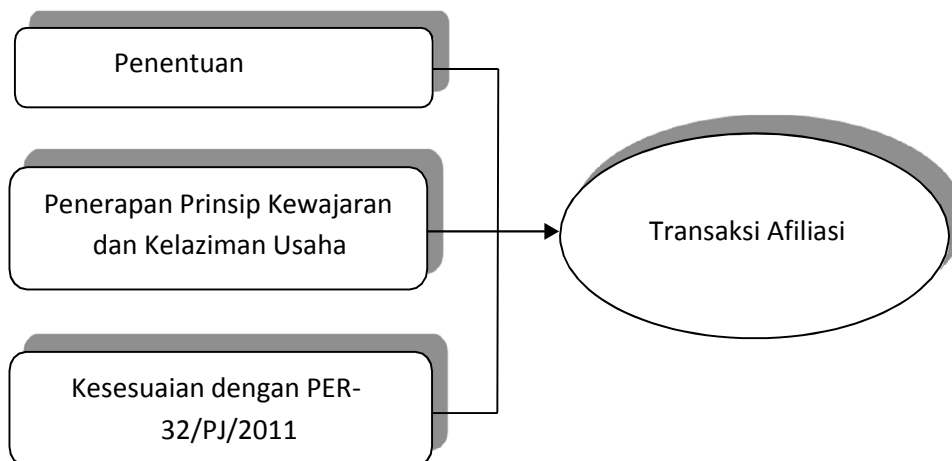 Penentuan
Penerapan Prinsip Kewajaran
dan Kelaziman Usaha
Transaksi Afiliasi
Kesesuaian dengan PER-
32/PJ/2011